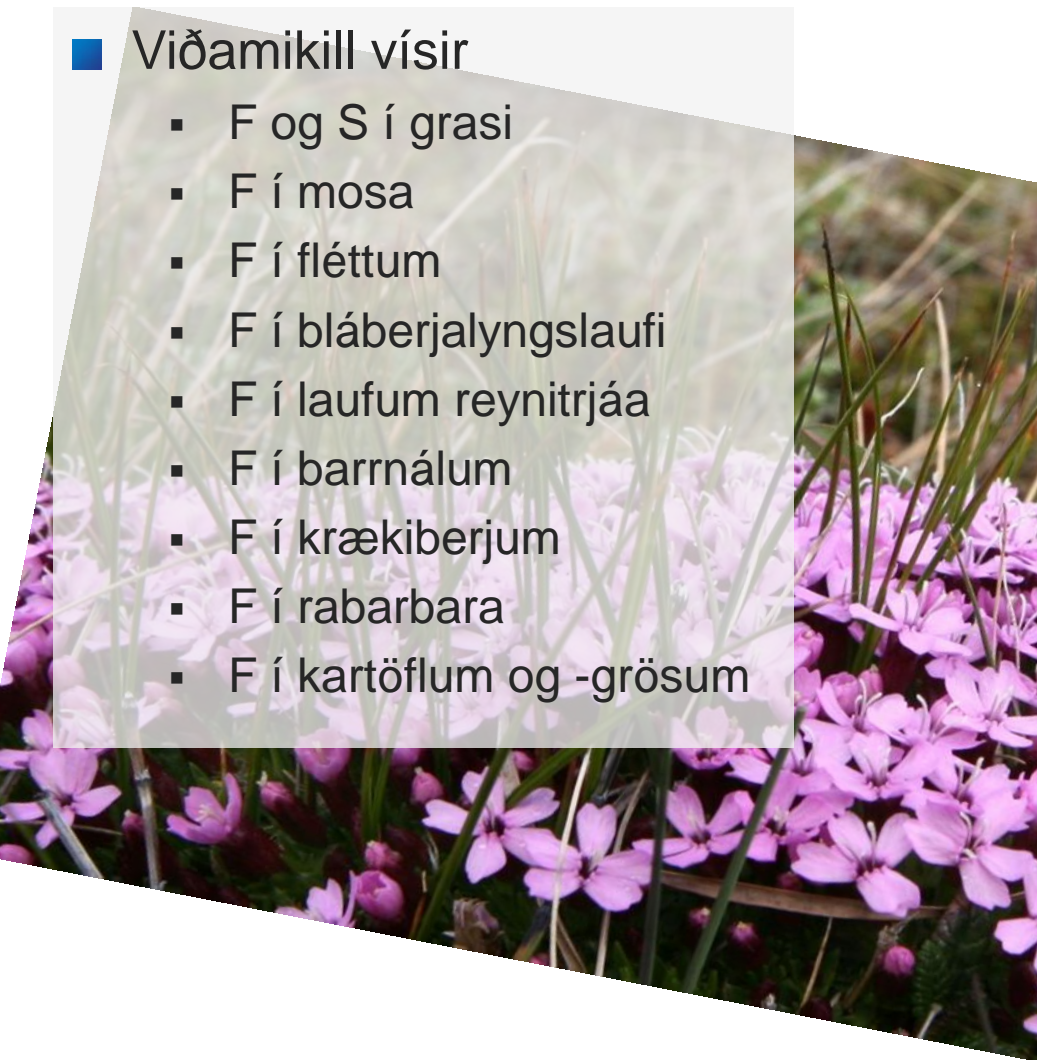 Viðamikill vísir
F og S í grasi
F í mosa
F í fléttum
F í bláberjalyngslaufi
F í laufum reynitrjáa
F í barrnálum
F í krækiberjum
F í rabarbara
F í kartöflum og -grösum